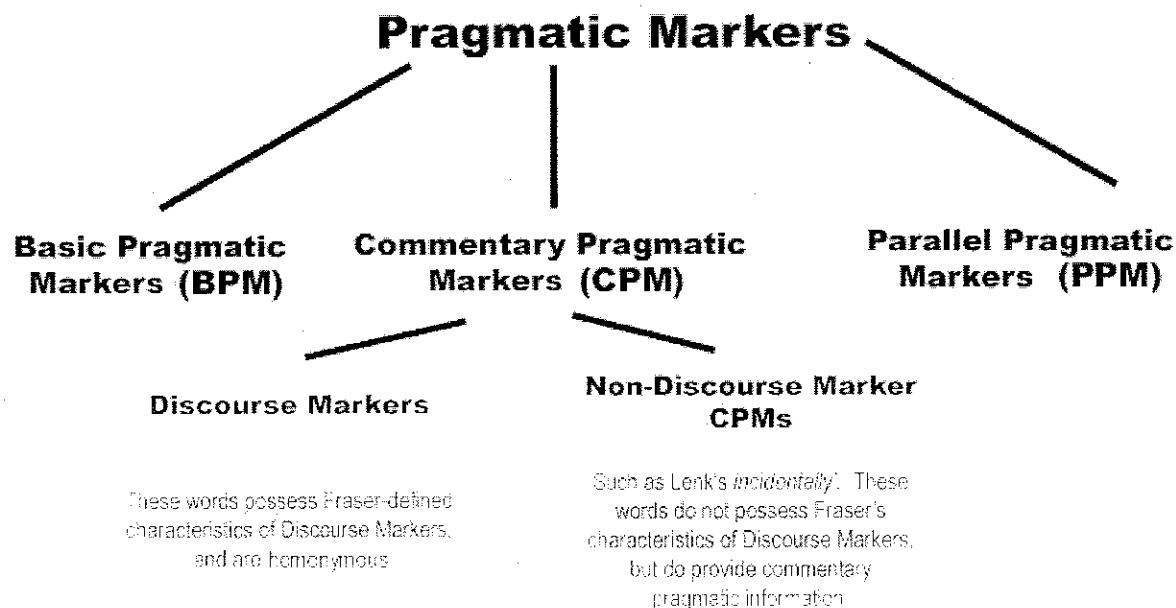 Pragmatic Markers
Basic Pragmatic
Markers (BPM)
Commentary Pragmatic
Markers (CPM)
Parallel Pragmatic
Markers (PPM)
Discourse Markers
Non-Discourse Marker
CPMs
These words possess Fraser-defined
characteristics of Discourse Markers,
and are homonymous
Such as Lenk's incidentally'. These
words do not possess Fraser's
characteristics of Discourse Markers,
but do provide commentary
pragmatic information